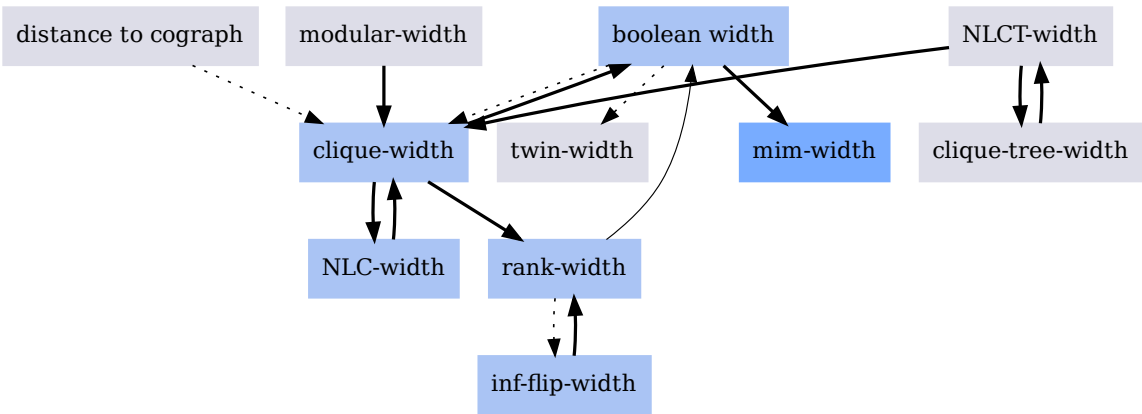 distance to cograph
modular-width
boolean width
NLCT-width
clique-width
twin-width
mim-width
clique-tree-width
NLC-width
rank-width
inf-flip-width